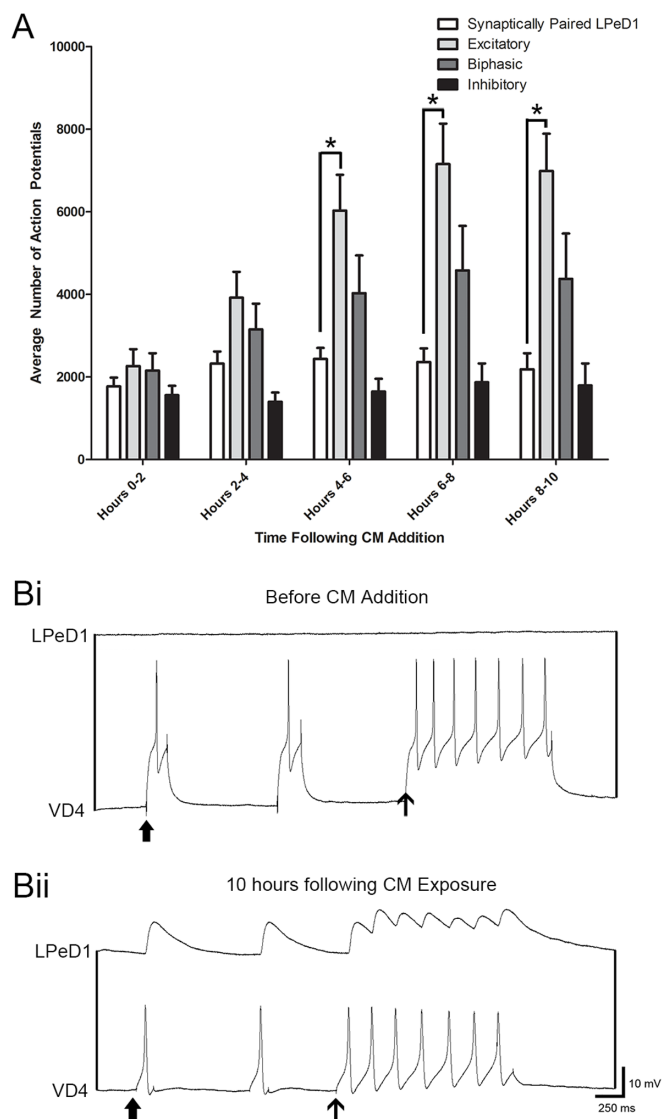 A
Synaptically Paired LPeD1
Excitatory
Biphasic
Inhibitory
Average Number of Action Potentials
10000
8000
6000
4000
2000
0
* * *
Hours 0-2
Hours 2-4
Hours 4-6
Hours 6-8
Hours 8-10
Time Following CM Addition
Bi
Before CM Addition
LPeD1
VD4
Bii
10 hours following CM Exposure
LPeD1
VD4
10 mV
250 ms